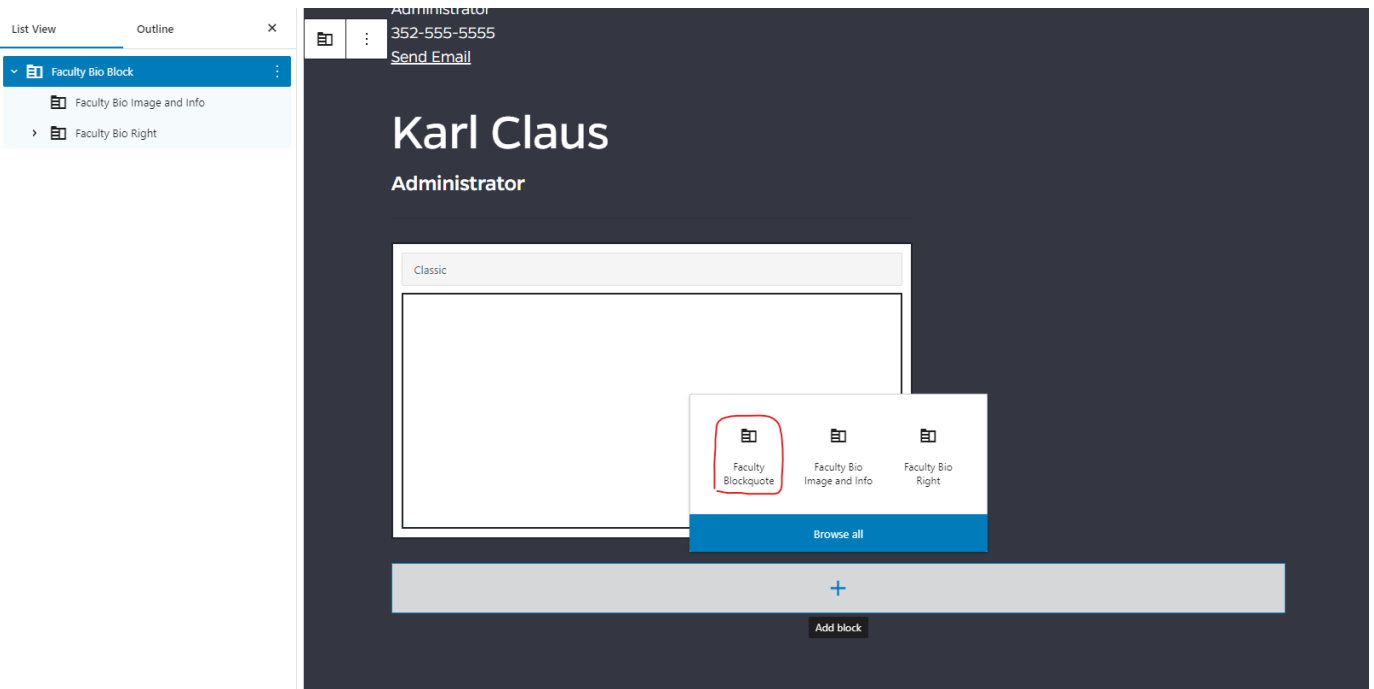 List View
Outline
Faculty Bio Block
Faculty Bio Image and Info
Faculty Bio Right
Administrator
352-555-5555
Send Email
Karl Claus
Administrator
Classic
Faculty
Blockquote
Faculty Bio
Image and Info
Faculty Bio
Right
Browse all
Add block